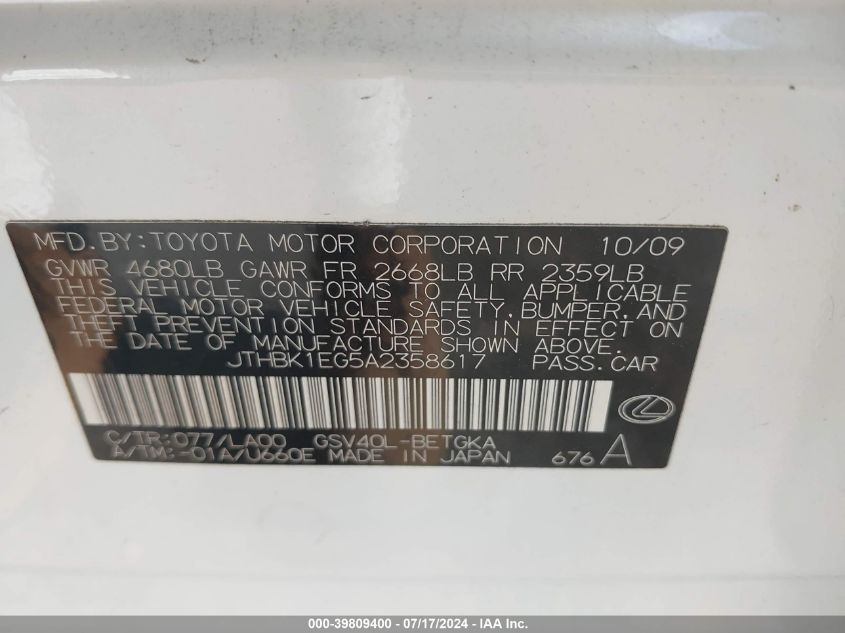 MFD.BY:TOYOTA MOTOR CORPORATION 10/09
GVWR 4680LB GAWR FR 2668LB RR 2359LB
THIS VEHICLE CONFORMS TO ALL APPLICABLE
FEDERAL MOTOR VEHICLE SAFETY,BUMPER,AND
THEFT PREVENTION STANDARDS IN EFFECT ON
THE DATE OF MANUFACTURE SHOWN ABOVE.
JTHBK1EG5A2358617 PASS.CAR
C/TR:077/LA00 GSV40L-BETGKA
A/TM:-01A/U660E MADE IN JAPAN 676 A
000-39809400 - 07/17/2024 - IAA Inc.